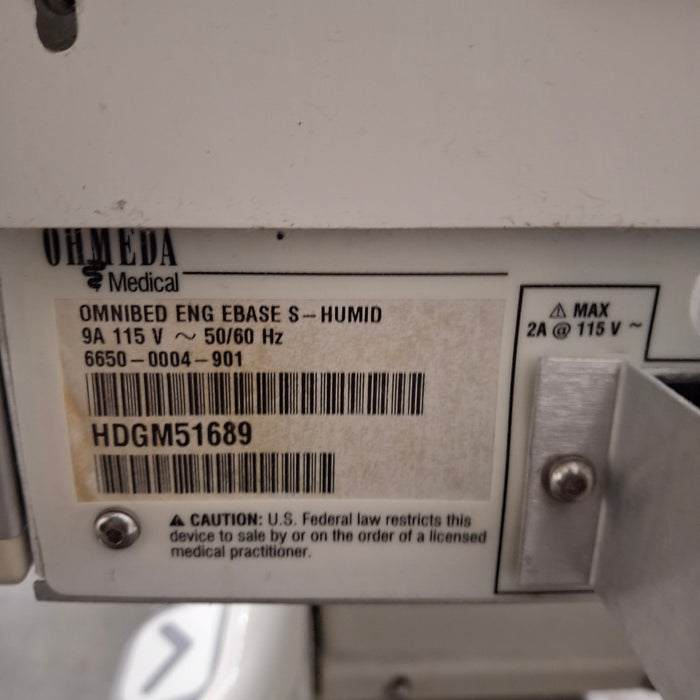 OHMEDA
Medical
OMNIBED ENG EBASE S-HUMID
9A 115 V ~ 50/60 Hz
6650-0004-901
HDGM51689
⚠ CAUTION: U.S. Federal law restricts this
device to sale by or on the order of a licensed
medical practitioner.
⚠ MAX
2A @ 115 V ~